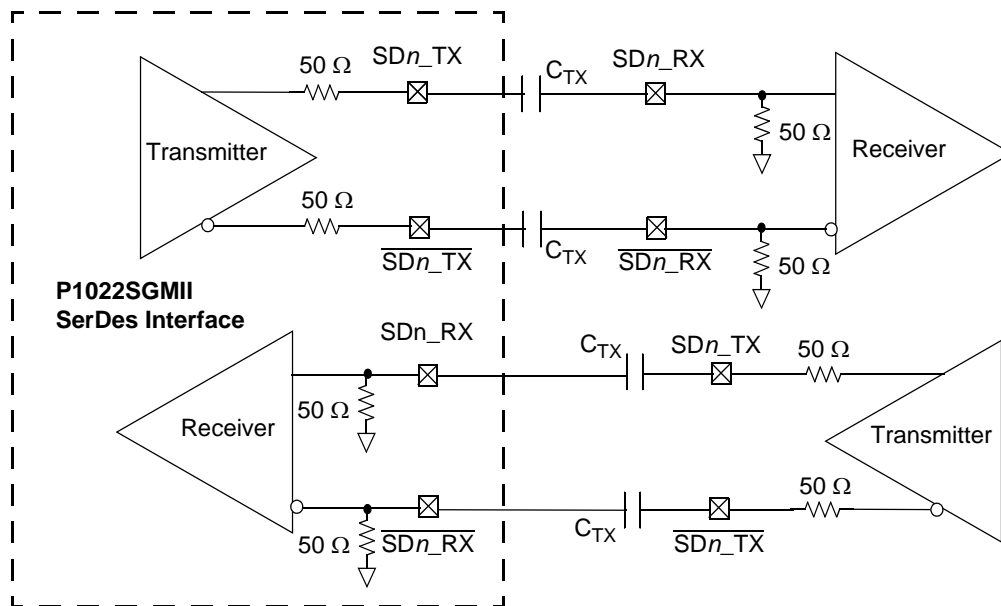 50 Ω
SDn_TX
C_TX
SDn_RX
50 Ω
Transmitter
Receiver
50 Ω
SDn_TX
C_TX
SDn_RX
50 Ω
P1022SGMII
SerDes Interface
SDn_RX
C_TX
SDn_TX
50 Ω
50 Ω
Receiver
Transmitter
50 Ω
50 Ω
SDn_RX
C_TX
SDn_TX